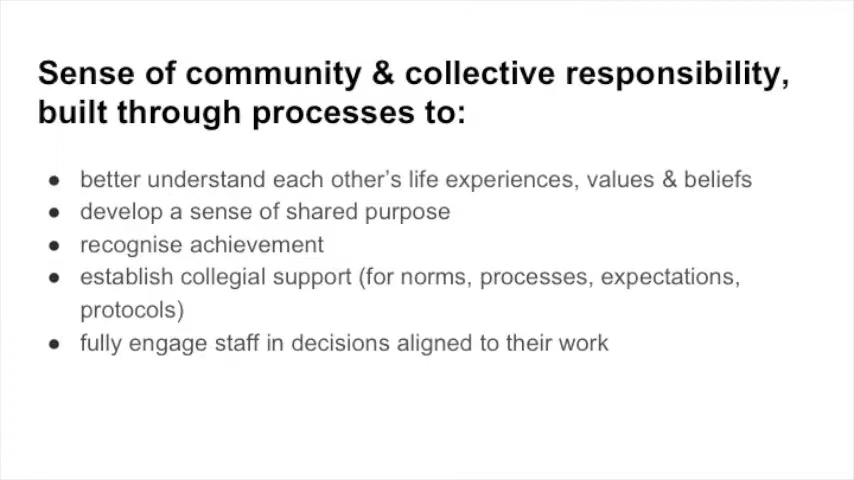 Sense of community & collective responsibility,
built through processes to:
● better understand each other's life experiences, values & beliefs
● develop a sense of shared purpose
● recognise achievement
● establish collegial support (for norms, processes, expectations,
protocols)
● fully engage staff in decisions aligned to their work